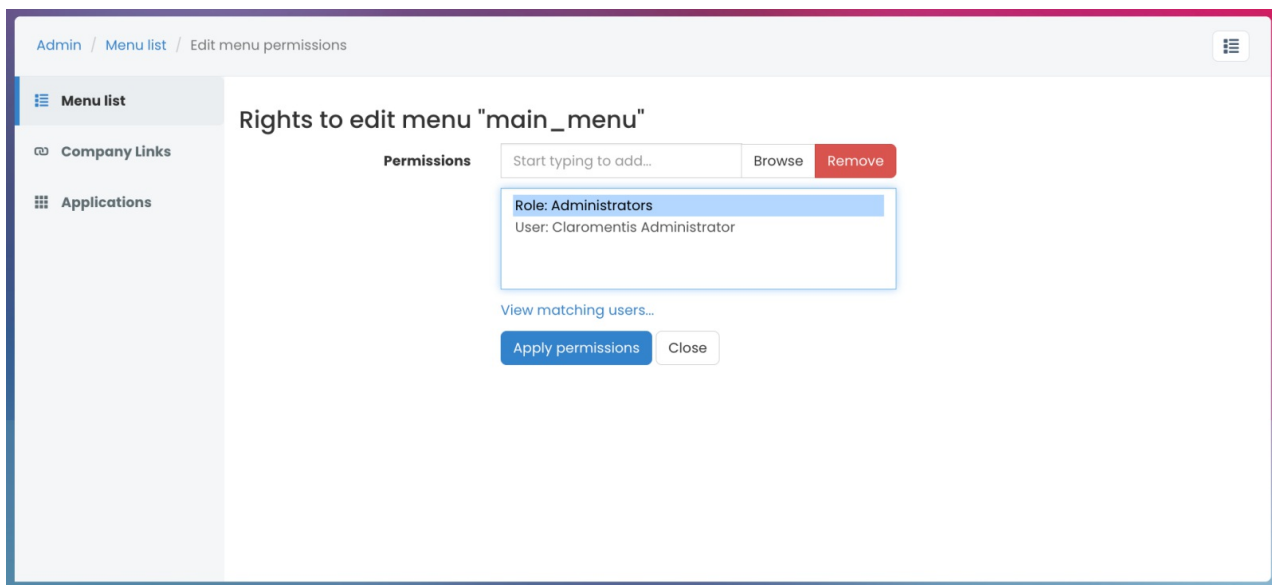 Admin / Menu list / Edit menu permissions
Menu list
Company Links
Applications
Rights to edit menu "main_menu"
Permissions
Start typing to add...
Browse
Remove
Role: Administrators
User: Claromentis Administrator
View matching users...
Apply permissions
Close